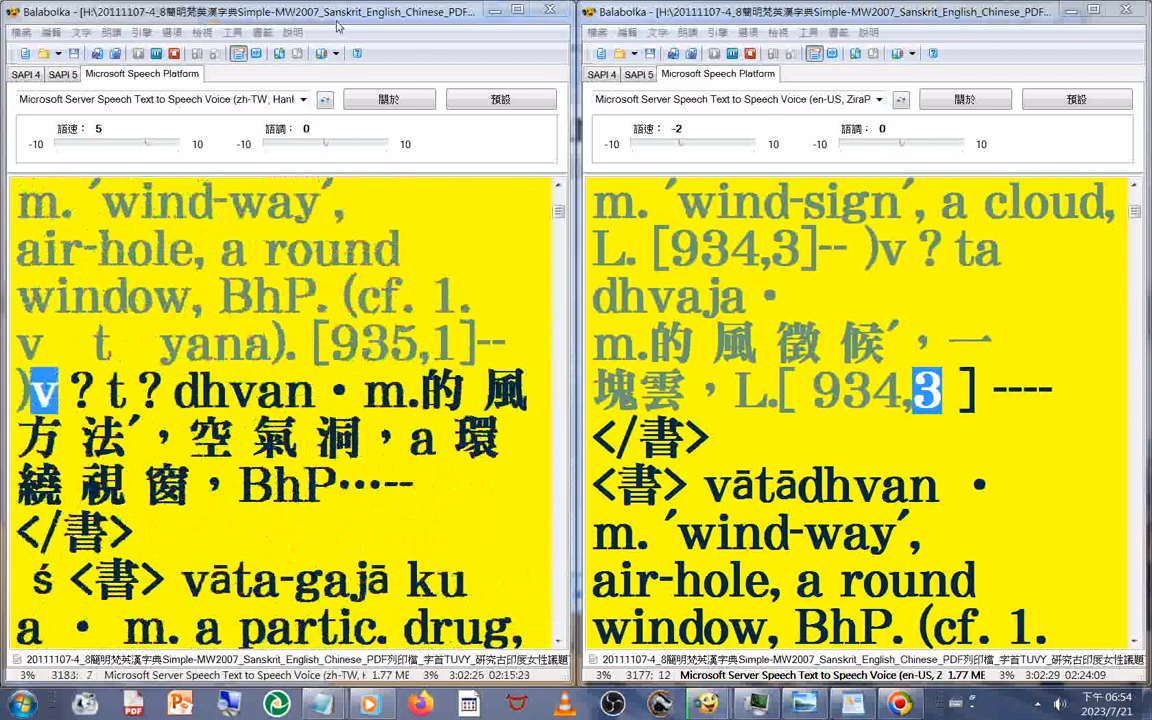 Balabolka - [H:\20111107-4_8簡明梵英漢字典Simple-MW2007_Sanskrit_English_Chinese_PDF...
檔案 編輯 文字 朗讀 引擎 選項 檢視 工具 書籤 說明
SAPI 4 SAPI 5 Microsoft Speech Platform
Microsoft Server Speech Text to Speech Voice (zh-TW, Hanl
關於
預設
語速： 5
語調： 0
-10 10 -10 10
m. ′wind-way′,
air-hole, a round
window, BhP. (cf. 1.
v t yana). [935,1]--
)v？t？dhvan‧m.的 風
方 法′，空 氣 洞，a 環
繞 視 窗，BhP…--
</書>
ś <書> vāta-gajā ku
a ‧ m. a partic. drug,
20111107-4_8簡明梵英漢字典Simple-MW2007_Sanskrit_English_Chinese_PDF列印檔_字首TUVY_研究古印度女性議題
3% 3183: 7 Microsoft Server Speech Text to Speech Voice (zh-TW, H 1.77 ME 3% 3:02:25 02:15:23
Balabolka - [H:\20111107-4_8簡明梵英漢字典Simple-MW2007_Sanskrit_English_Chinese_PDF...
檔案 編輯 文字 朗讀 引擎 選項 檢視 工具 書籤 說明
SAPI 4 SAPI 5 Microsoft Speech Platform
Microsoft Server Speech Text to Speech Voice (en-US, ZiraP
關於
預設
語速： -2
語調： 0
-10 10 -10 10
m. ′wind-sign′, a cloud,
L. [934,3]-- )v？ta
dhvaja‧
m.的 風 徵 候′，一
塊雲，L.[ 934,3 ] ----
</書>
<書> vātādhvan ‧
m. ′wind-way′,
air-hole, a round
window, BhP. (cf. 1.
20111107-4_8簡明梵英漢字典Simple-MW2007_Sanskrit_English_Chinese_PDF列印檔_字首TUVY_研究古印度女性議題
3% 3177: 12 Microsoft Server Speech Text to Speech Voice (en-US, Z 1.77 ME 3% 3:02:29 02:24:09
下午 06:54
2023/7/21